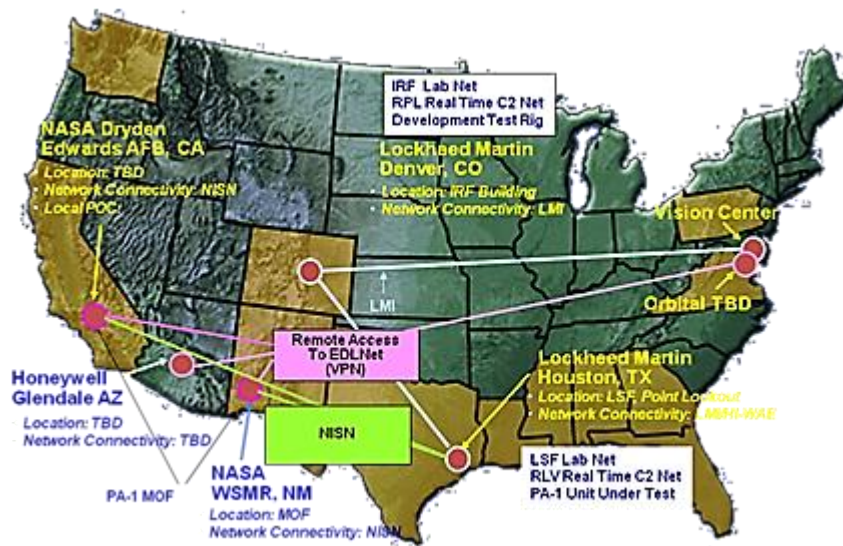 IRF Lab Net
RPL Real Time C2 Net
Development Test Rig
NASA Dryden
Edwards AFB, CA
Location: TBD
• Network Connectivity: NISN
• Local POC:
Lockheed Martin
Denver, CO
• Location: IRF Building
• Network Connectivity: LMI
Vision Center
LMI
Orbital TBD
Remote Access
To EDLNet
(VPN)
Honeywell
Glendale AZ
Location: TBD
Network Connectivity: TBD
Lockheed Martin
Houston, TX
• Location: LSF, Point Lookout
• Network Connectivity:
NISN
PA-1 MOF
NASA
WSMR, NM
Location: MOF
Network Connectivity: NISN
LSF Lab Net
RLV Real Time C2 Net
PA-1 Unit Under Test